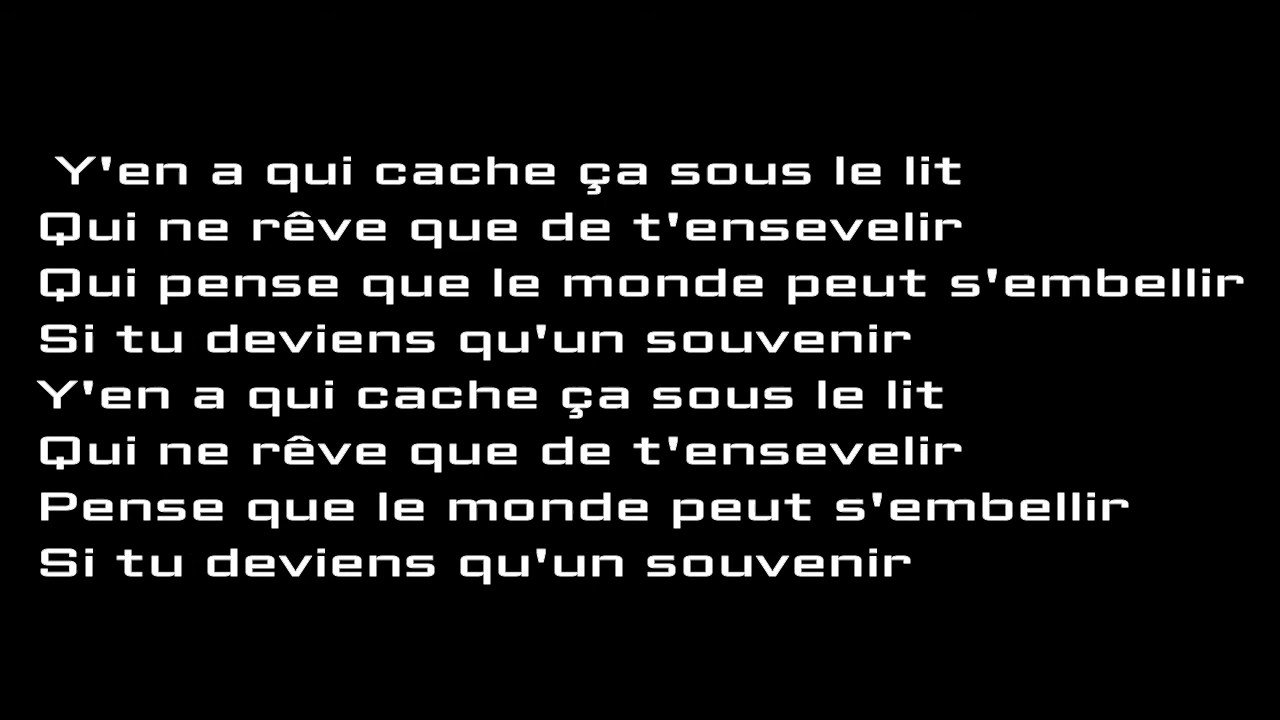 Y'en a qui cache ça sous le lit
Qui ne rêve que de t'ensevelir
Qui pense que le monde peut s'embellir
Si tu deviens qu'un souvenir
Y'en a qui cache ça sous le lit
Qui ne rêve que de t'ensevelir
Pense que le monde peut s'embellir
Si tu deviens qu'un souvenir